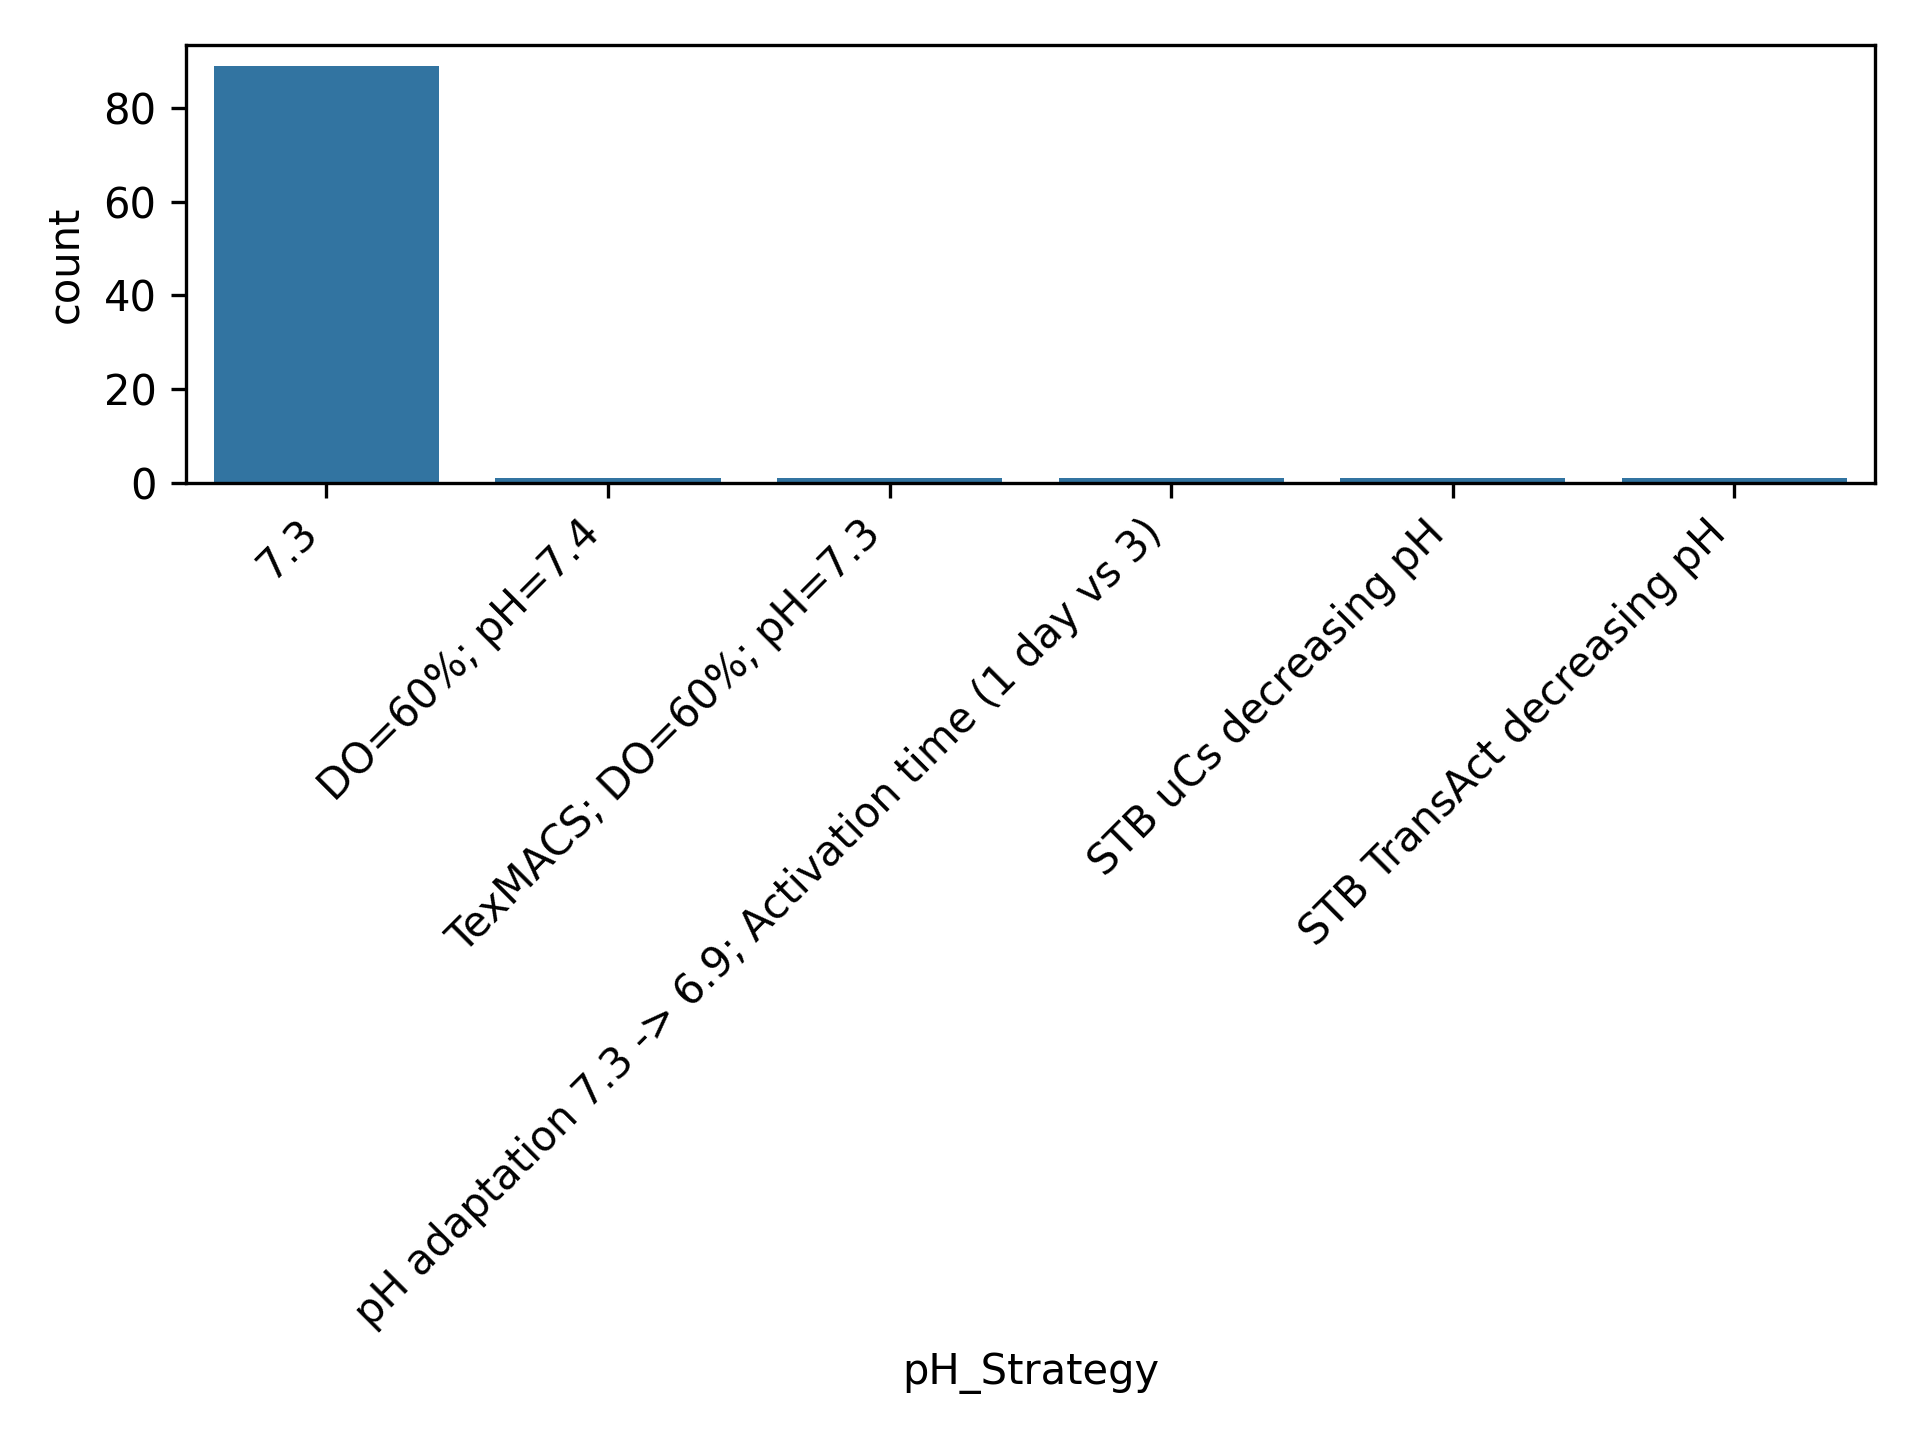 count
80
60
40
20
0
7.3
DO=60%; pH=7.4
TexMACS; DO=60%; pH=7.3
pH adaptation 7.3 -> 6.9; Activation time (1 day vs 3)
STB uCs decreasing pH
STB TransAct decreasing pH
pH_Strategy